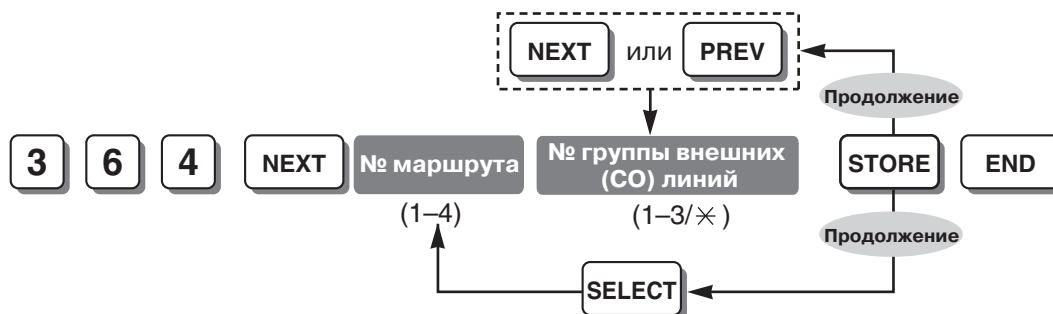 NEXT или PREV
Продолжение
3 6 4 NEXT № маршрута № группы внешних (CO) линий STORE END
(1–4) (1–3/✳)
Продолжение
SELECT